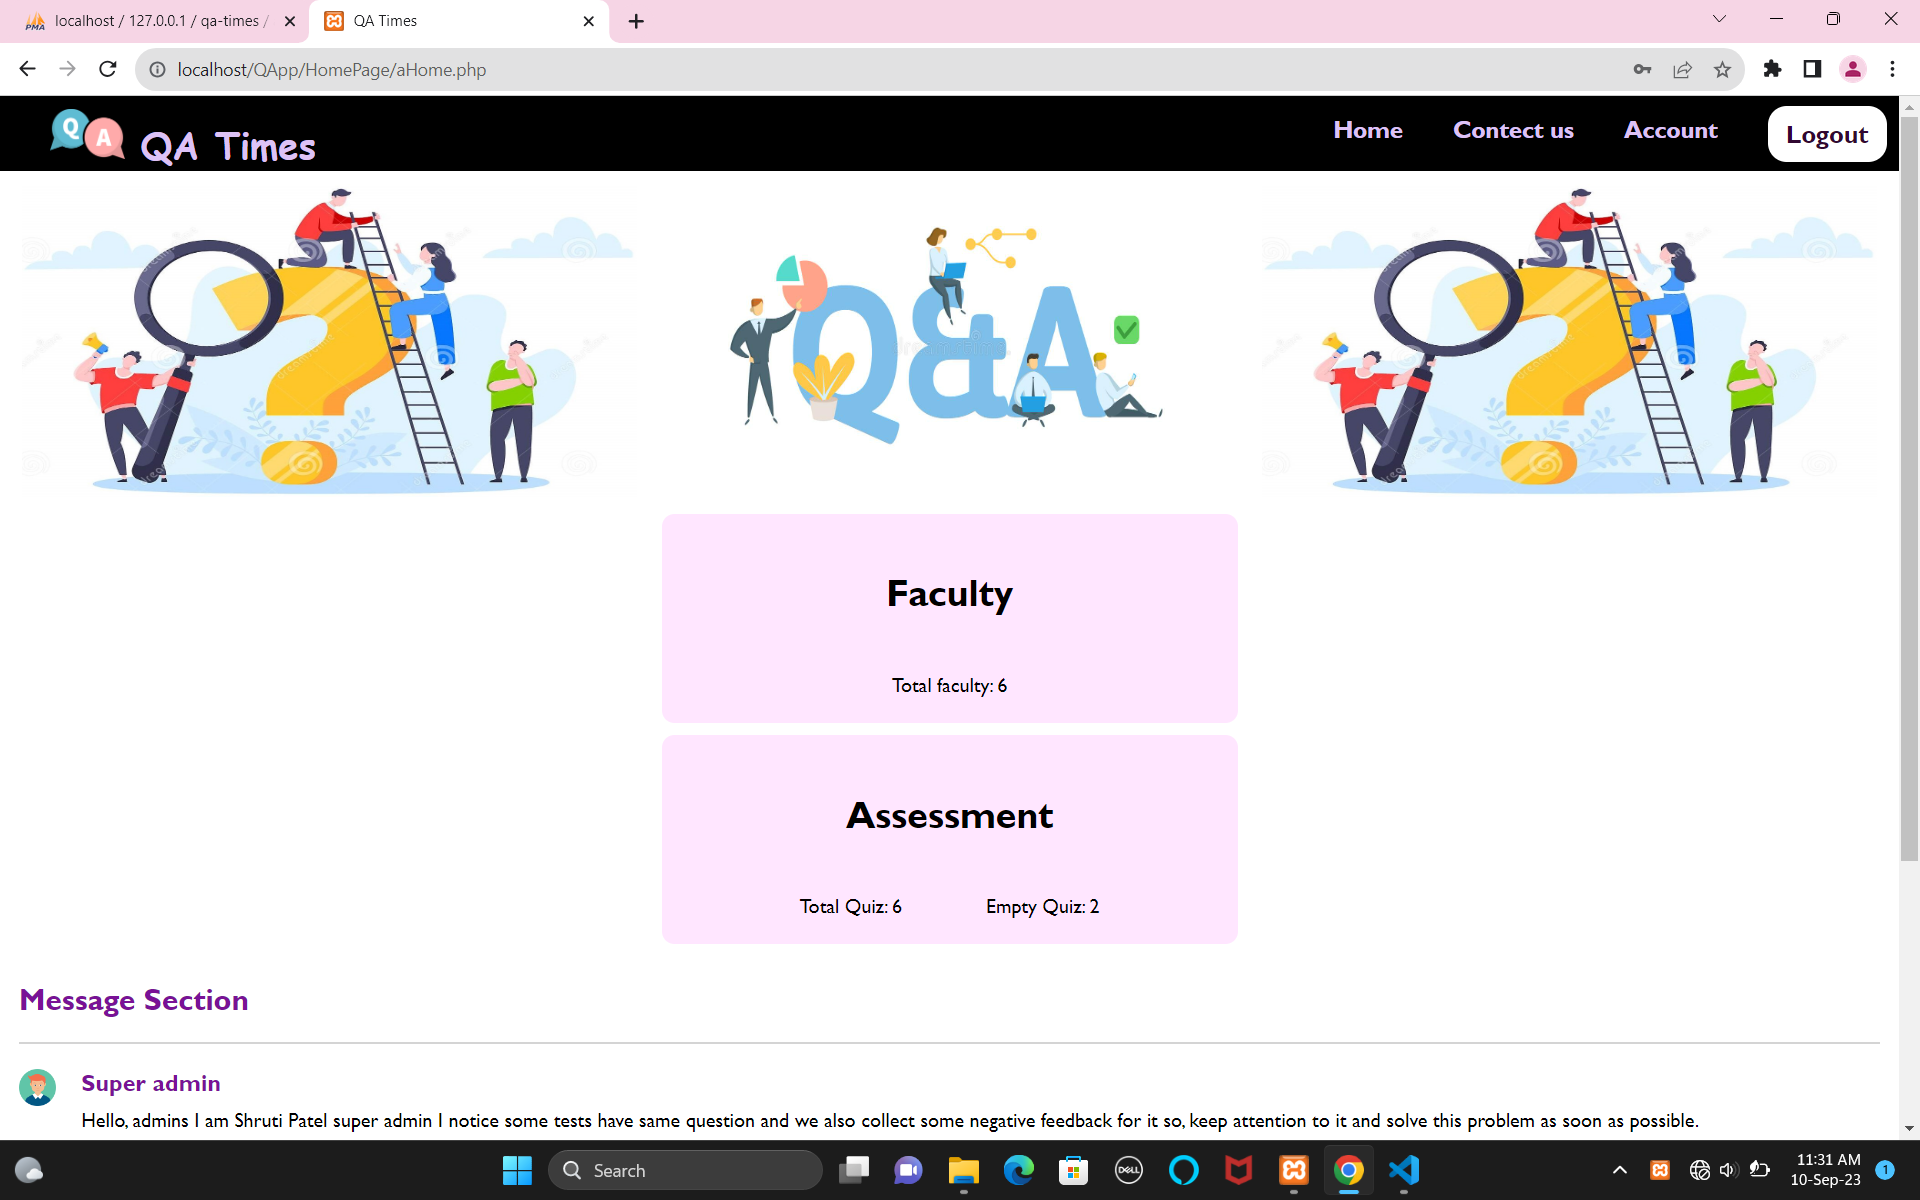 localhost / 127.0.0.1 / qa-times /
QA Times
localhost/QApp/HomePage/aHome.php
Q A QA Times
Home Contect us Account Logout
Q&A
Faculty
Total faculty: 6
Assessment
Total Quiz: 6 Empty Quiz: 2
Message Section
Super admin
Hello, admins I am Shruti Patel super admin I notice some tests have same question and we also collect some negative feedback for it so, keep attention to it and solve this problem as soon as possible.
Search
DELL
11:31 AM
10-Sep-23
1